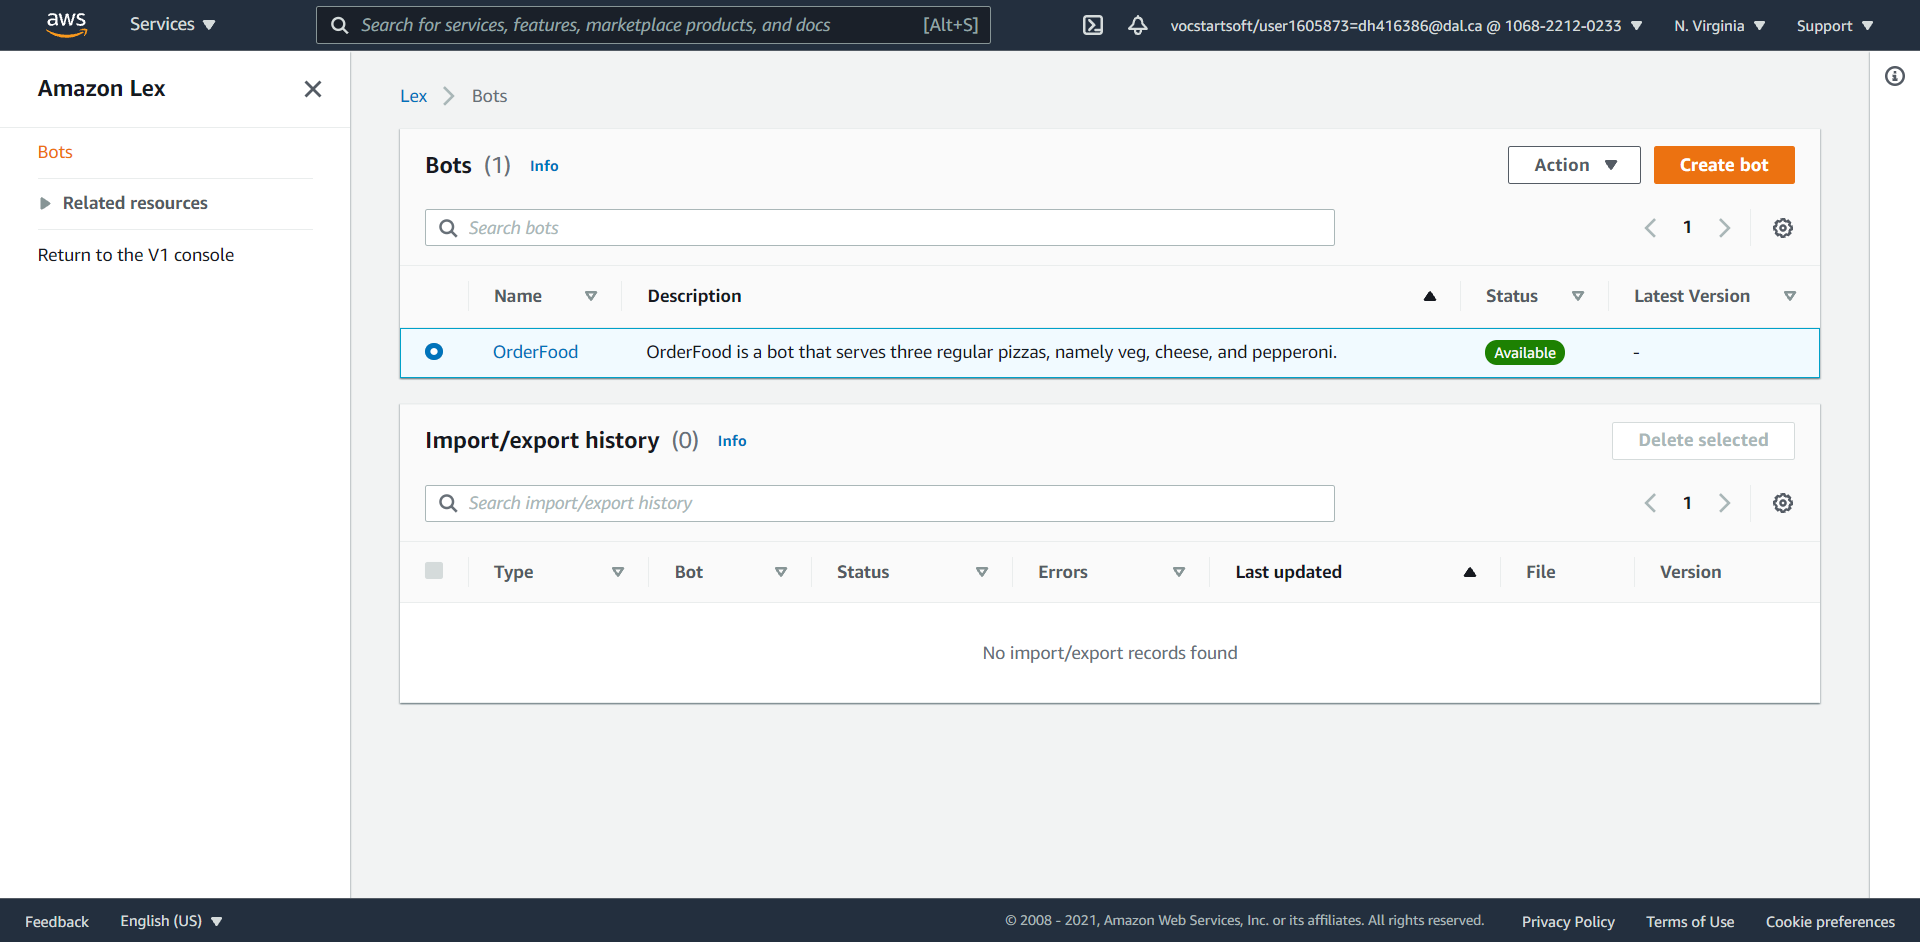 aws
Services
Search for services, features, marketplace products, and docs
[Alt+S]
vocstartsoft/user1605873=dh416386@dal.ca @ 1068-2212-0233
N. Virginia
Support
Amazon Lex
Bots
Related resources
Return to the V1 console
Lex
Bots
Bots (1) Info
Action
Create bot
Search bots
1
Name
Description
Status
Latest Version
OrderFood
OrderFood is a bot that serves three regular pizzas, namely veg, cheese, and pepperoni.
Available
-
Import/export history (0) Info
Delete selected
Search import/export history
1
Type
Bot
Status
Errors
Last updated
File
Version
No import/export records found
Feedback
English (US)
© 2008 - 2021, Amazon Web Services, Inc. or its affiliates. All rights reserved.
Privacy Policy
Terms of Use
Cookie preferences